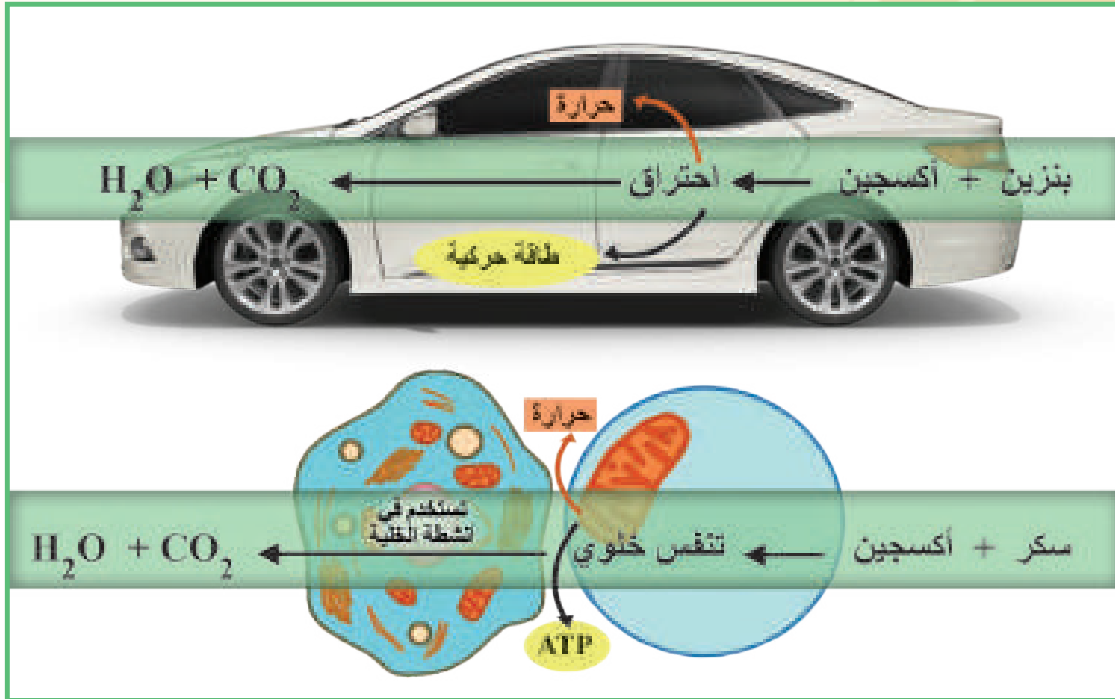 حرارة
بنزين + أكسجين ← احتراق ← H₂O + CO₂
طاقة حركية
حرارة
تستخدم في
أنشطة الخلية
سكر + أكسجين ← تنفس خلوي ← H₂O + CO₂
ATP